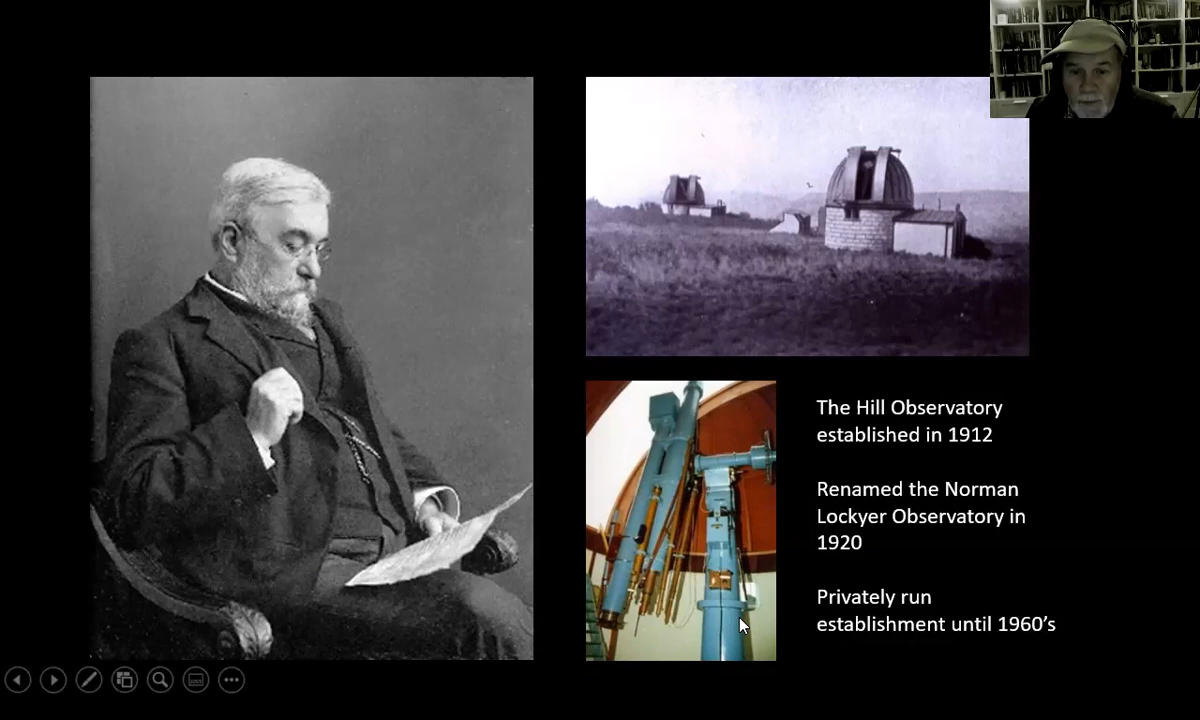 The Hill Observatory
established in 1912
Renamed the Norman
Lockyer Observatory in
1920
Privately run
establishment until 1960’s